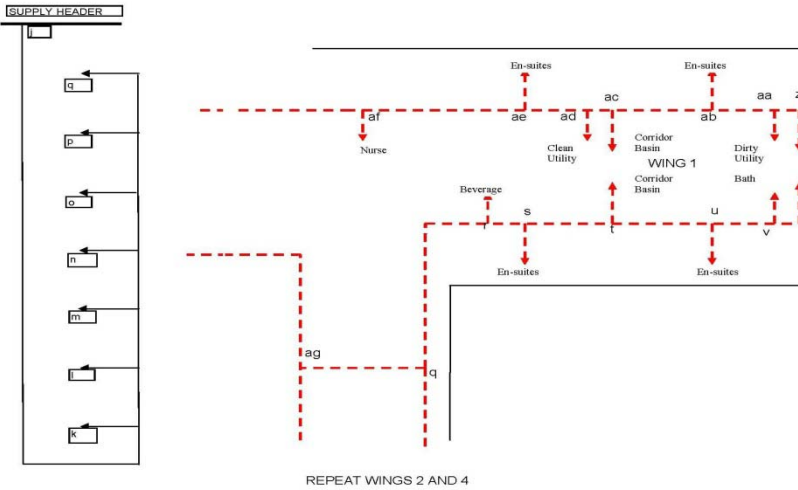 SUPPLY HEADER
j
q
p
o
n
m
l
k
En-suites
En-suites
af
ae
ad
ac
ab
aa
z
Nurse
Clean
Utility
Corridor
Basin
Dirty
Utility
WING 1
Corridor
Basin
Bath
Beverage
r
s
t
u
v
En-suites
En-suites
ag
q
REPEAT WINGS 2 AND 4